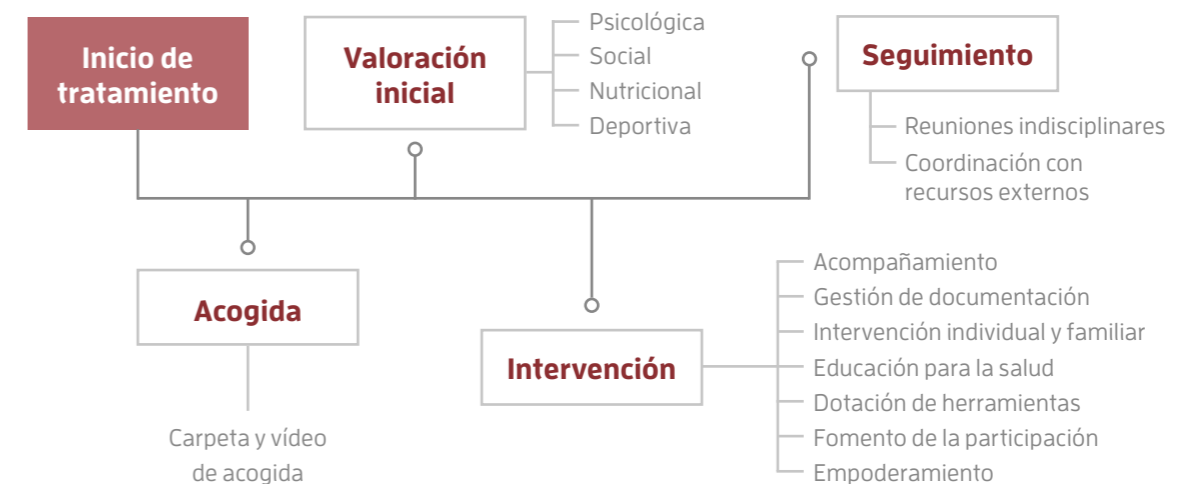 Inicio de
tratamiento
Valoración
inicial
Psicológica
Social
Nutricional
Deportiva
Seguimiento
Reuniones indisciplinares
Coordinación con
recursos externos
Acogida
Carpeta y vídeo
de acogida
Intervención
Acompañamiento
Gestión de documentación
Intervención individual y familiar
Educación para la salud
Dotación de herramientas
Fomento de la participación
Empoderamiento